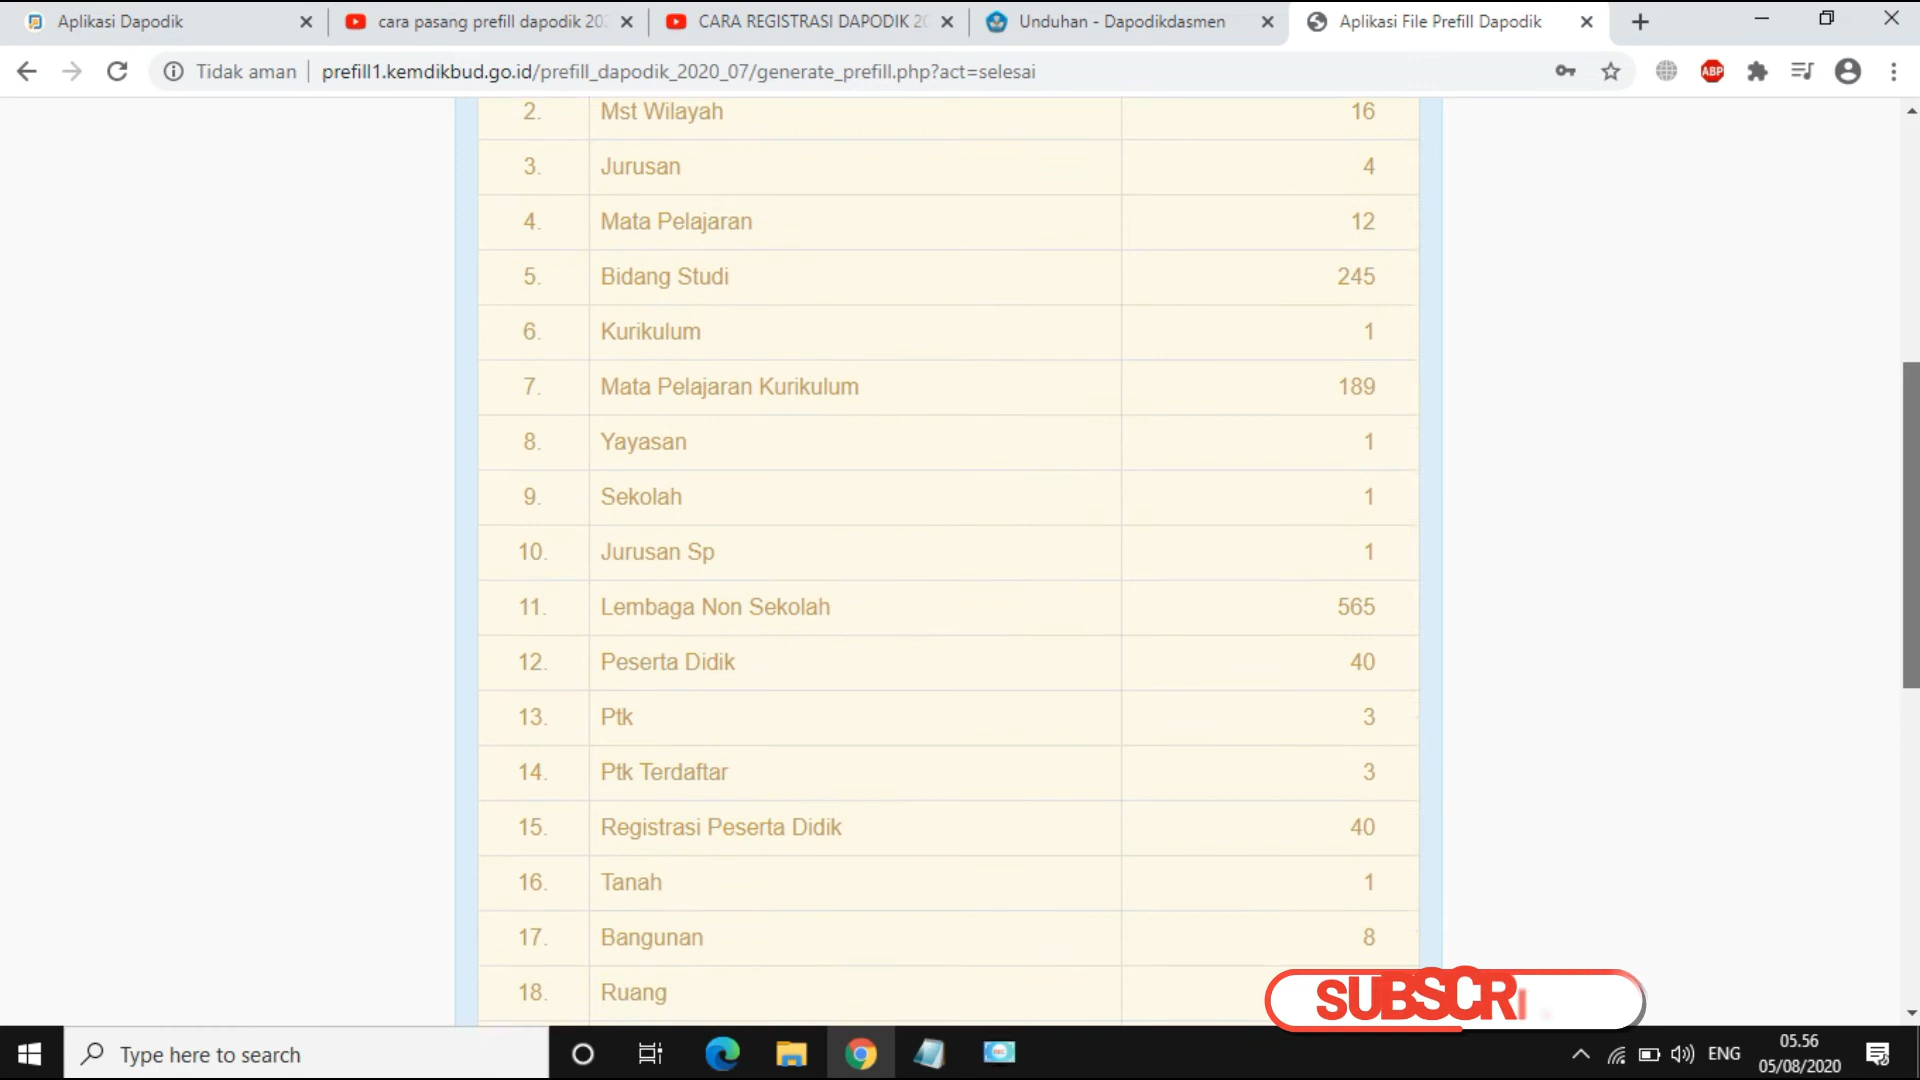 Aplikasi Dapodik
cara pasang prefill dapodik 202
CARA REGISTRASI DAPODIK 20
Unduhan - Dapodikdasmen
Aplikasi File Prefill Dapodik
Tidak aman
prefill1.kemdikbud.go.id/prefill_dapodik_2020_07/generate_prefill.php?act=selesai
ABP
2. Mst Wilayah 16
3. Jurusan 4
4. Mata Pelajaran 12
5. Bidang Studi 245
6. Kurikulum 1
7. Mata Pelajaran Kurikulum 189
8. Yayasan 1
9. Sekolah 1
10. Jurusan Sp 1
11. Lembaga Non Sekolah 565
12. Peserta Didik 40
13. Ptk 3
14. Ptk Terdaftar 3
15. Registrasi Peserta Didik 40
16. Tanah 1
17. Bangunan 8
18. Ruang
SUBSCRI
Type here to search
ENG
05.56
05/08/2020